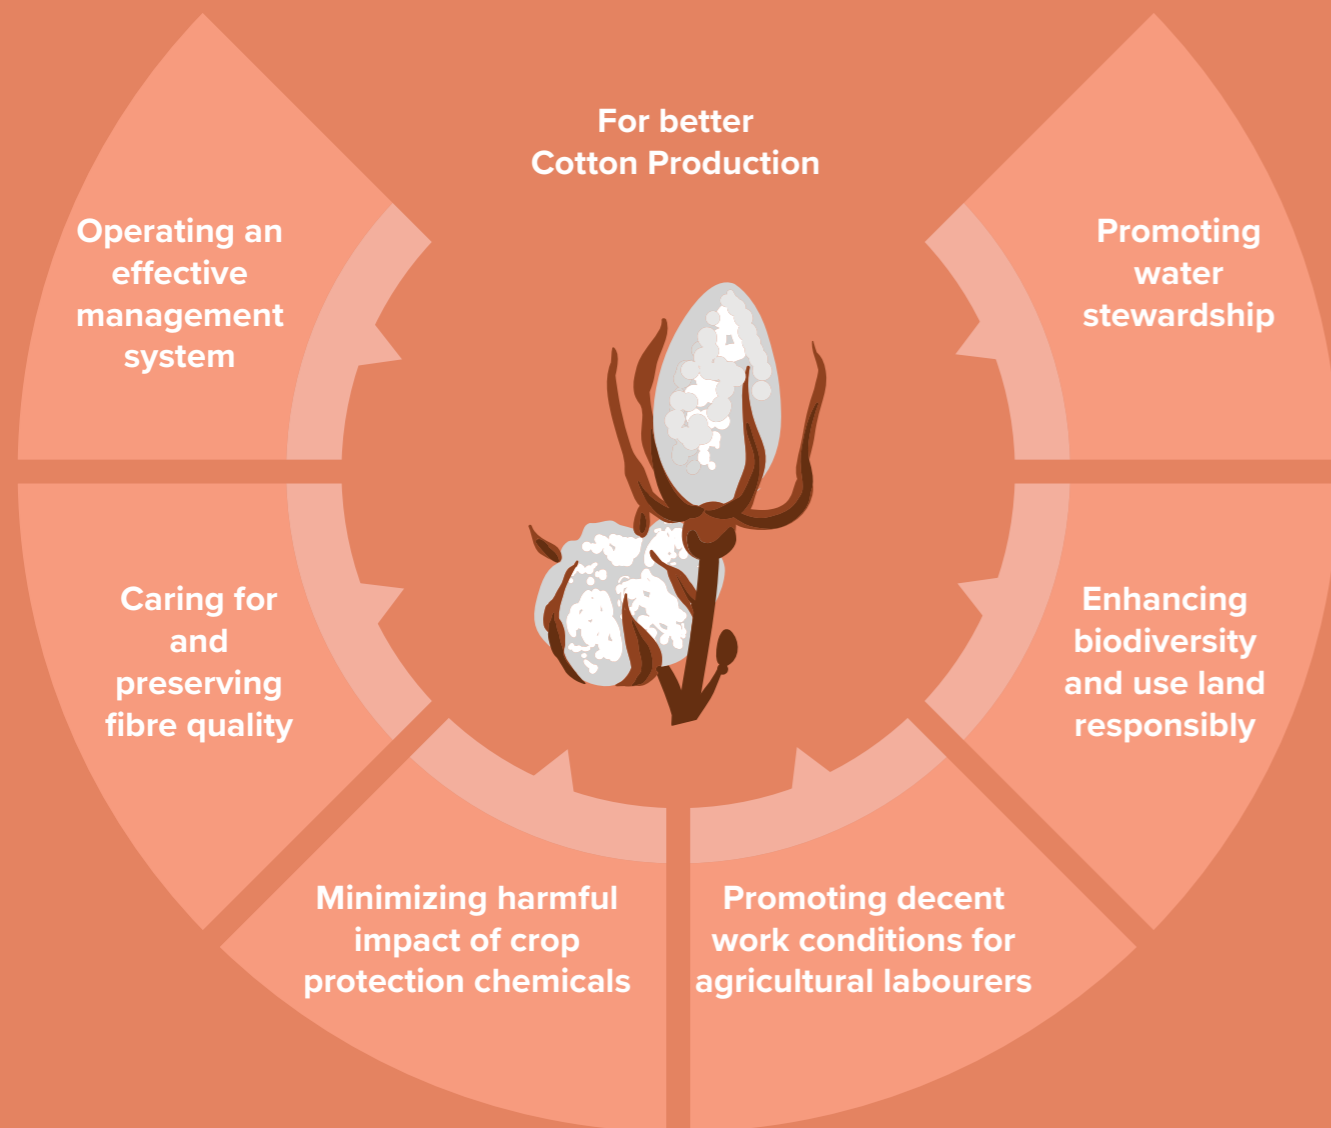 For better
Cotton Production
Operating an
effective
management
system
Promoting
water
stewardship
Caring for
and
preserving
fibre quality
Enhancing
biodiversity
and use land
responsibly
Minimizing harmful
impact of crop
protection chemicals
Promoting decent
work conditions for
agricultural labourers